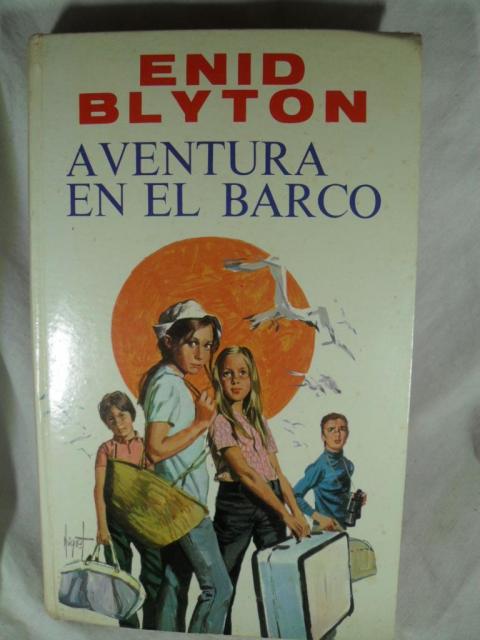 ENID
BLYTON
AVENTURA
EN EL BARCO